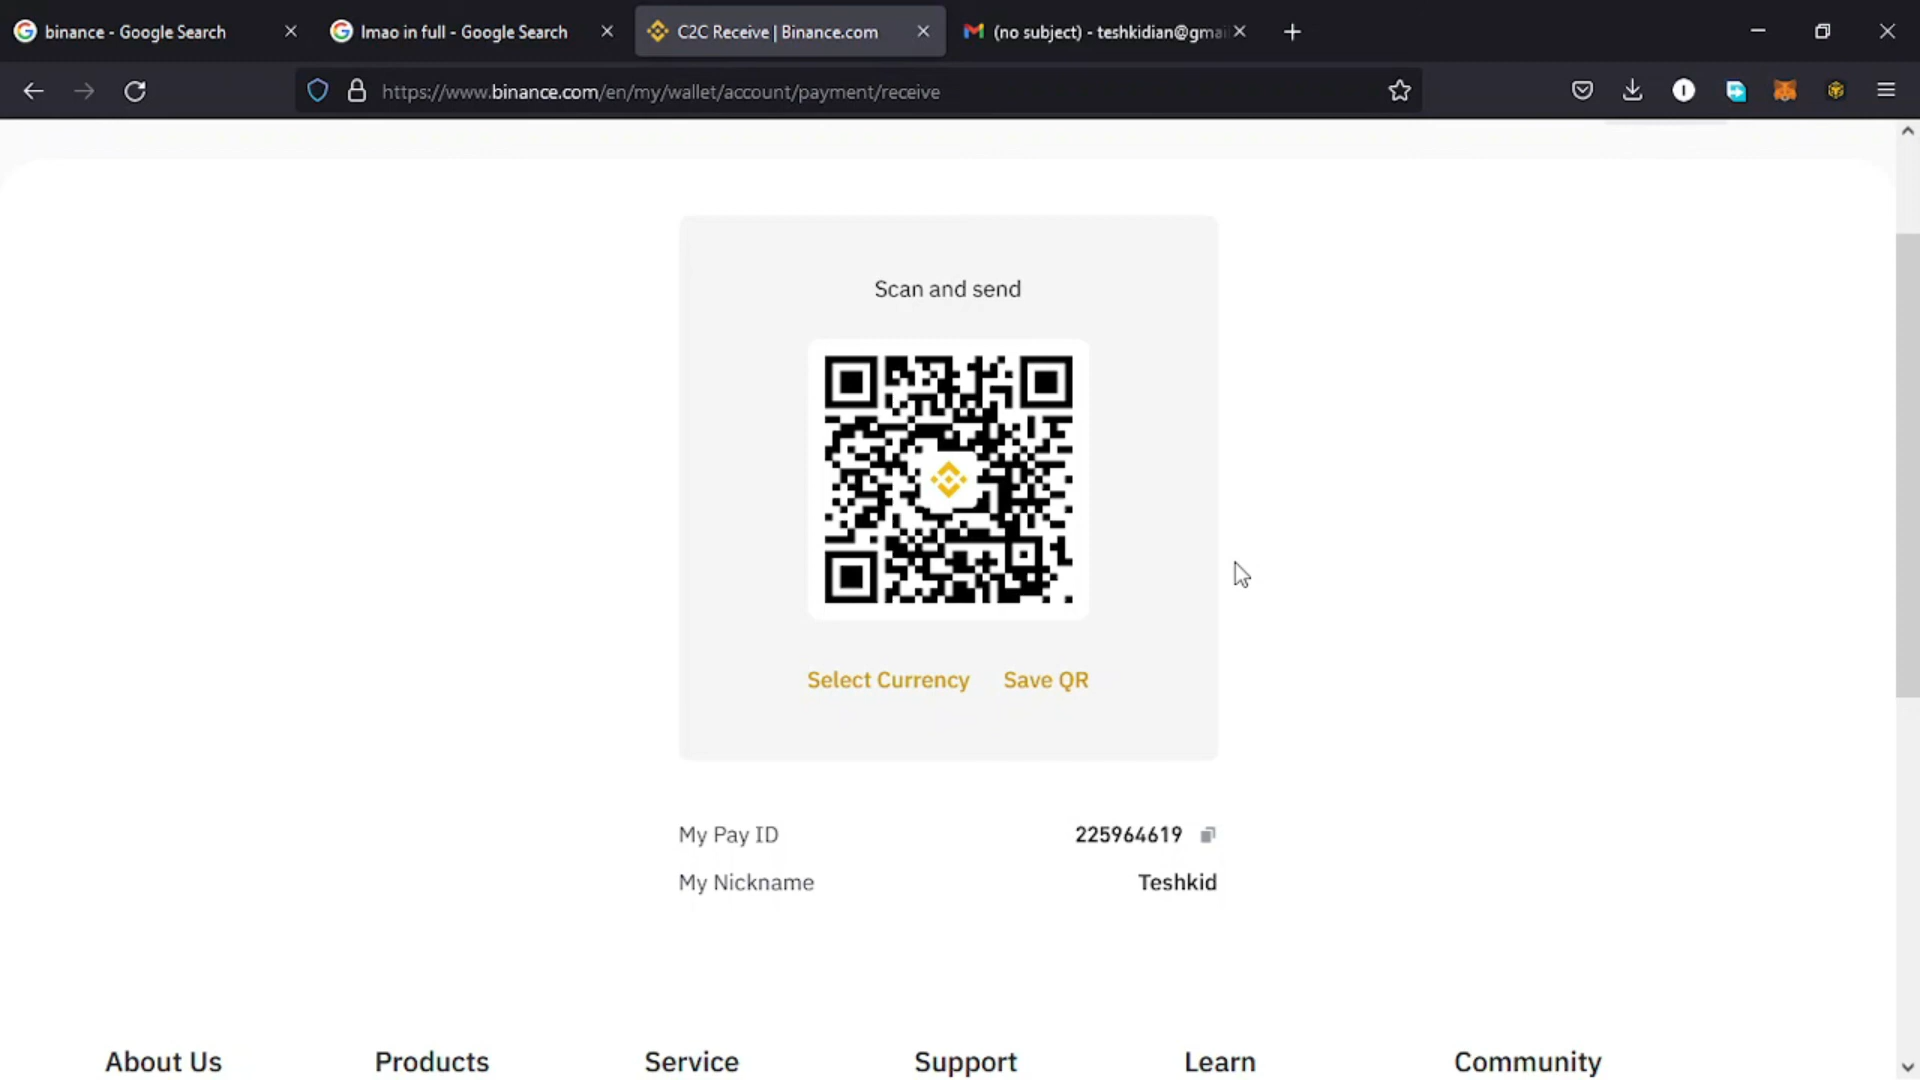 binance - Google Search
lmao in full - Google Search
C2C Receive | Binance.com
(no subject) - teshkidian@gmai
https://www.binance.com/en/my/wallet/account/payment/receive
Scan and send
Select Currency
Save QR
My Pay ID
225964619
My Nickname
Teshkid
About Us
Products
Service
Support
Learn
Community